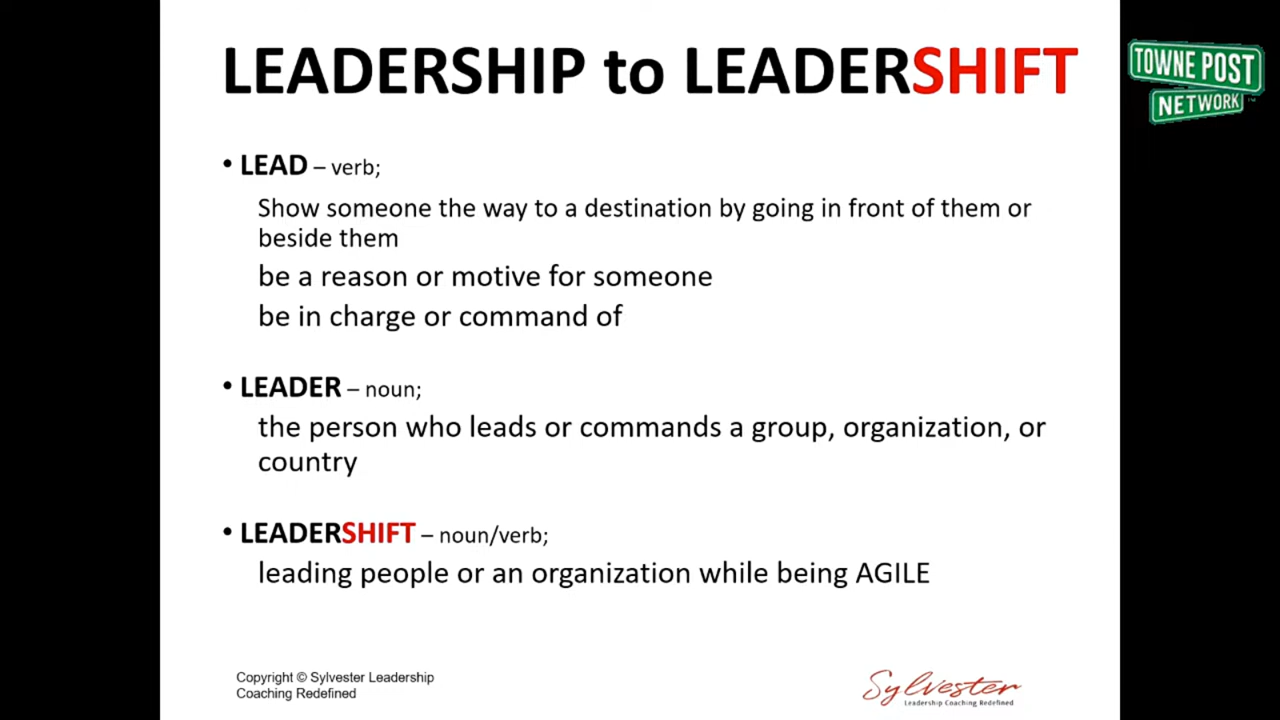 LEADERSHIP to LEADERSHIFT
TOWNE POST
NETWORK™
• LEAD – verb;
Show someone the way to a destination by going in front of them or
beside them
be a reason or motive for someone
be in charge or command of
• LEADER – noun;
the person who leads or commands a group, organization, or
country
• LEADERSHIFT – noun/verb;
leading people or an organization while being AGILE
Copyright © Sylvester Leadership
Coaching Redefined
Sylvester
Leadership Coaching Redefined